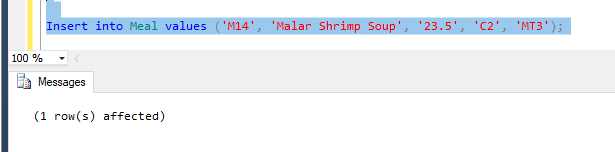 Insert into Meal values ('M14', 'Malar Shrimp Soup', '23.5', 'C2', 'MT3');
100 %
Messages
(1 row(s) affected)